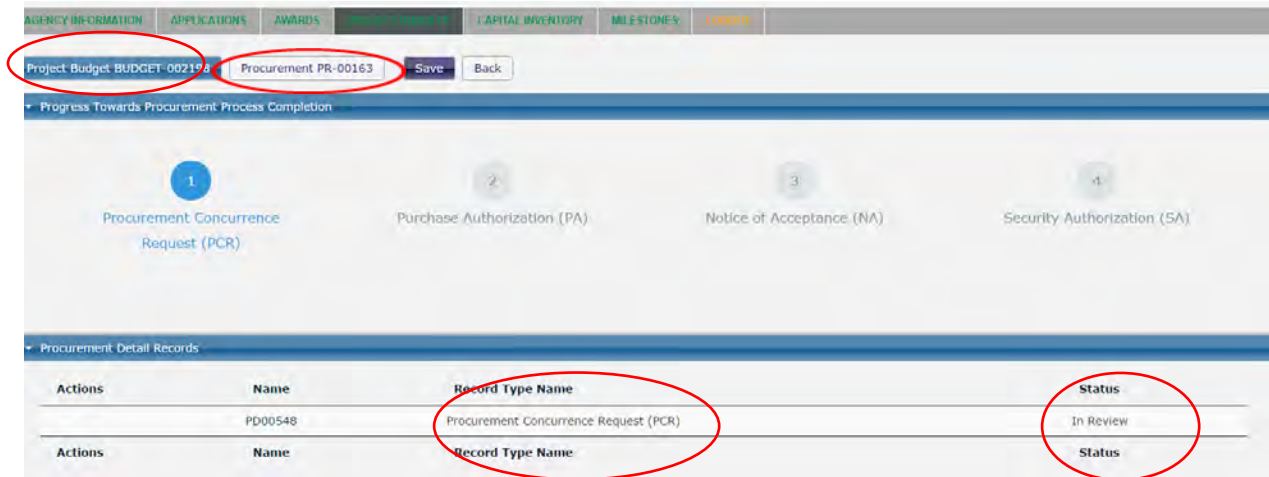 AGENCY INFORMATION APPLICATIONS AWARDS CAPITAL INVENTORY MILESTONES
Project Budget BUDGET-002198 Procurement PR-00163 Save Back
Progress Towards Procurement Process Completion
1 2 3 4
Procurement Concurrence Purchase Authorization (PA) Notice of Acceptance (NA) Security Authorization (SA)
Request (PCR)
Procurement Detail Records
Actions Name Record Type Name Status
PD00548 Procurement Concurrence Request (PCR) In Review
Actions Name Record Type Name Status